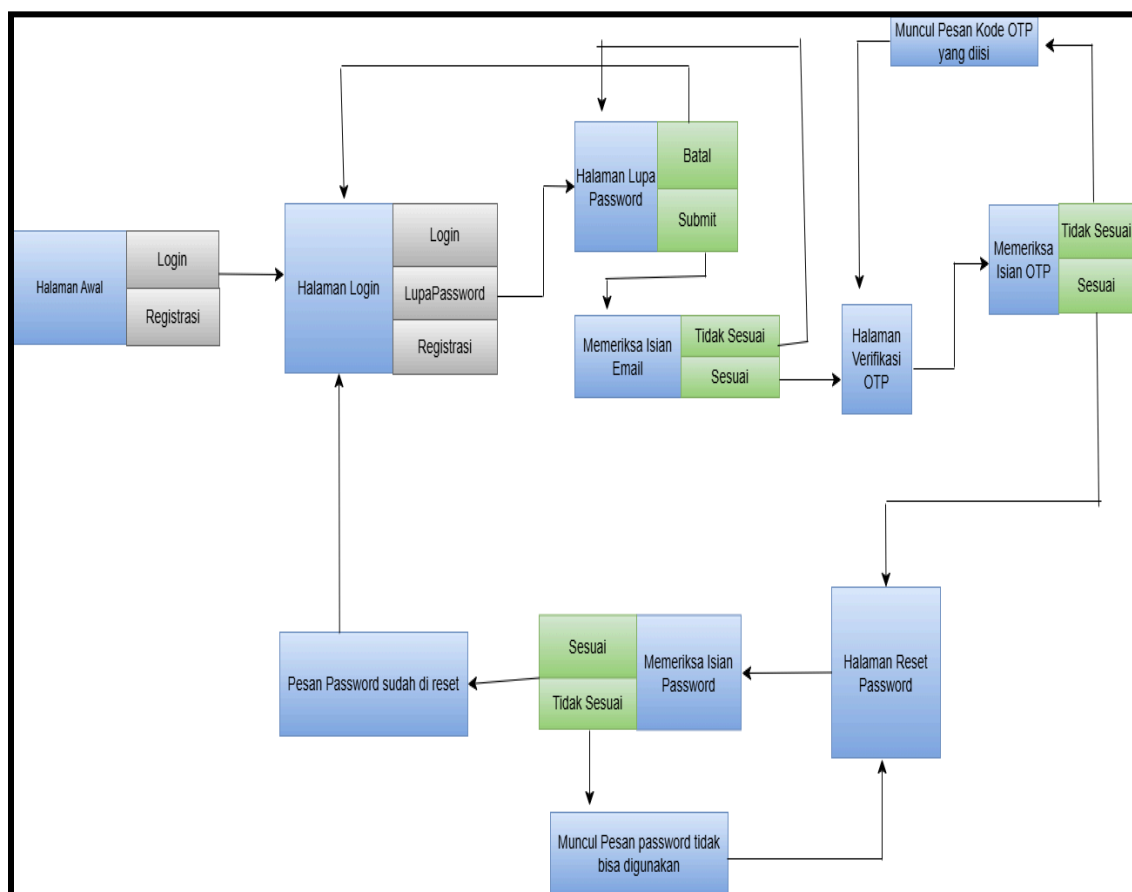 Muncul Pesan Kode OTP
yang diisi
Halaman Lupa
Password
Batal
Submit
Halaman Awal
Login
Registrasi
Halaman Login
Login
LupaPassword
Registrasi
Memeriksa Isian
Email
Tidak Sesuai
Sesuai
Halaman
Verifikasi
OTP
Memeriksa
Isian OTP
Tidak Sesuai
Sesuai
Halaman Reset
Password
Memeriksa Isian
Password
Sesuai
Tidak Sesuai
Pesan Password sudah di reset
Muncul Pesan password tidak
bisa digunakan